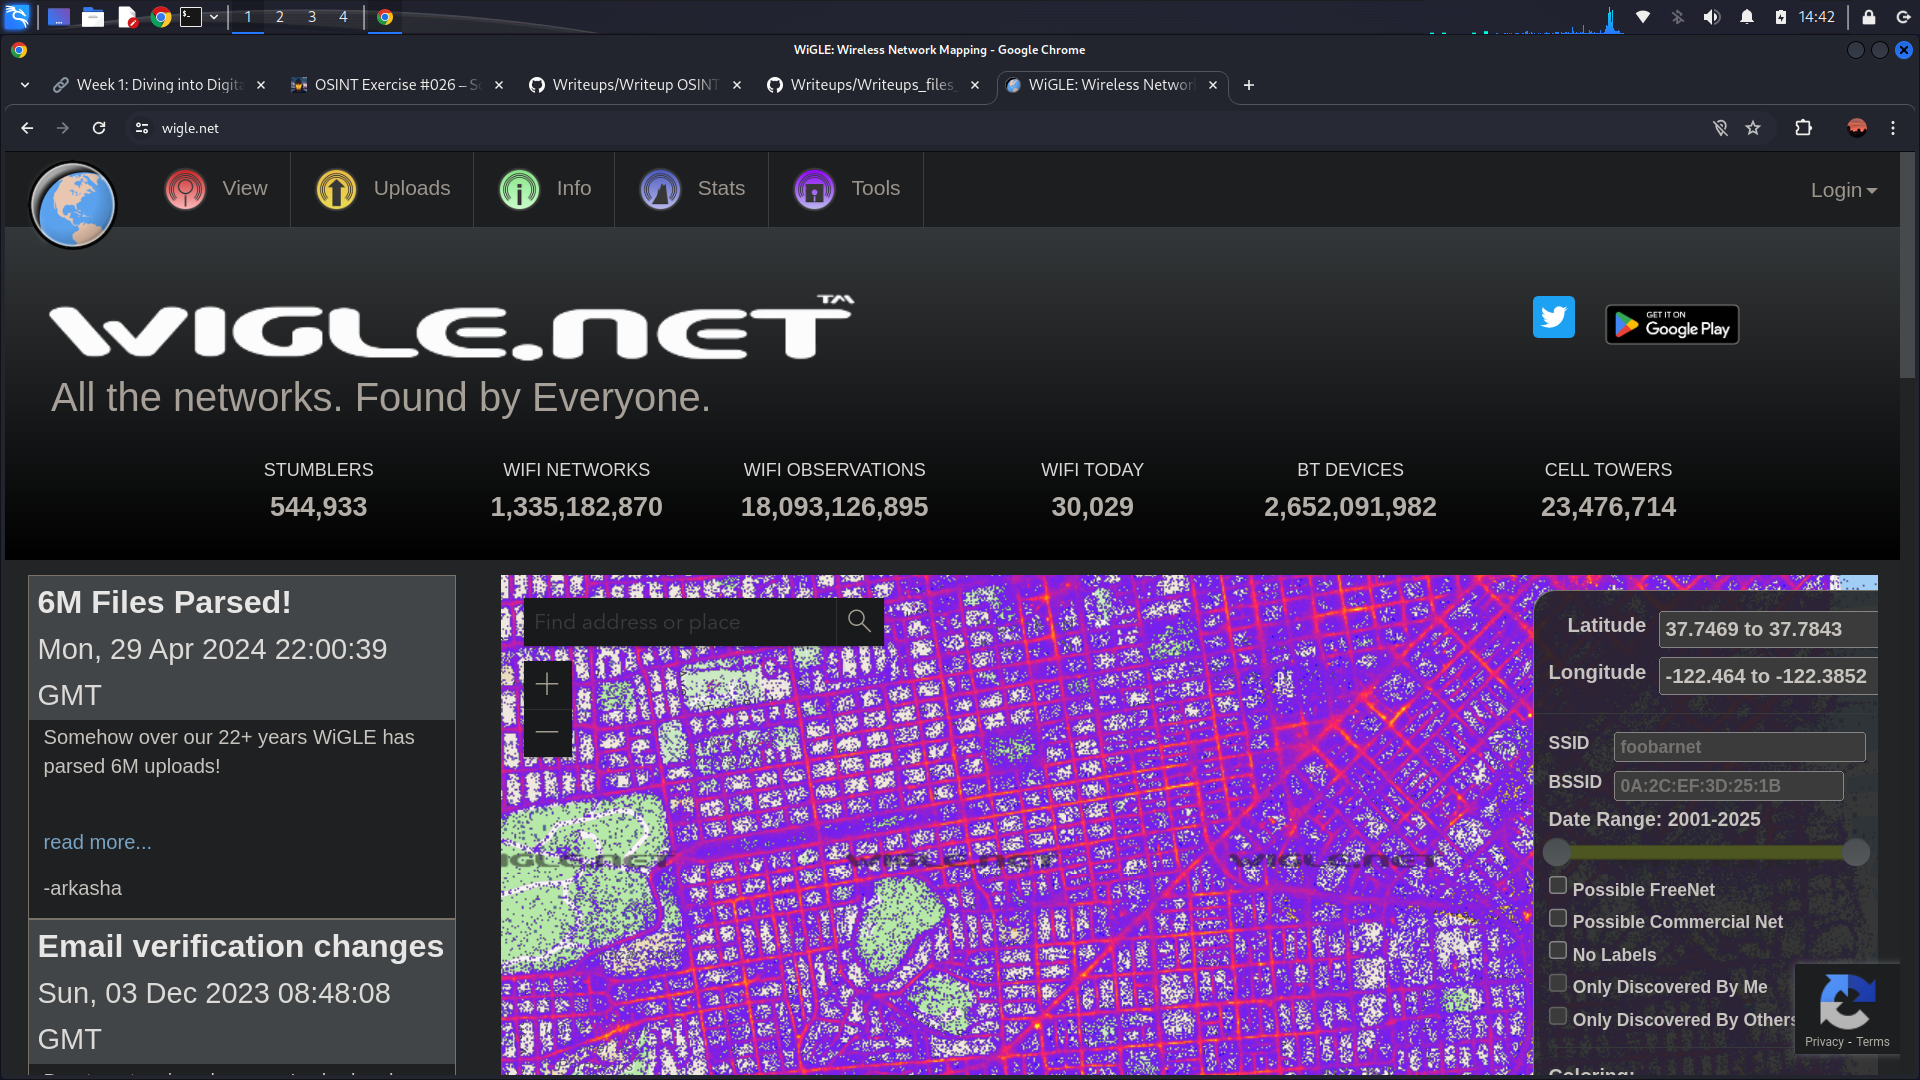 1 2 3 4
14:42
WiGLE: Wireless Network Mapping - Google Chrome
Week 1: Diving into Digita
OSINT Exercise #026 – So
Writeups/Writeup OSINT
Writeups/Writeups_files_
WiGLE: Wireless Networ
wigle.net
View
Uploads
Info
Stats
Tools
Login
WIGLE.NET™
All the networks. Found by Everyone.
GET IT ON
Google Play
STUMBLERS
544,933
WIFI NETWORKS
1,335,182,870
WIFI OBSERVATIONS
18,093,126,895
WIFI TODAY
30,029
BT DEVICES
2,652,091,982
CELL TOWERS
23,476,714
6M Files Parsed!
Mon, 29 Apr 2024 22:00:39
GMT
Somehow over our 22+ years WiGLE has
parsed 6M uploads!
read more...
-arkasha
Email verification changes
Sun, 03 Dec 2023 08:48:08
GMT
Find address or place
WIGLE.NET
WIGLE.NET
Latitude
37.7469 to 37.7843
Longitude
-122.464 to -122.3852
SSID
foobarnet
BSSID
0A:2C:EF:3D:25:1B
Date Range: 2001-2025
Possible FreeNet
Possible Commercial Net
No Labels
Only Discovered By Me
Only Discovered By Others
Coloring:
Privacy - Terms